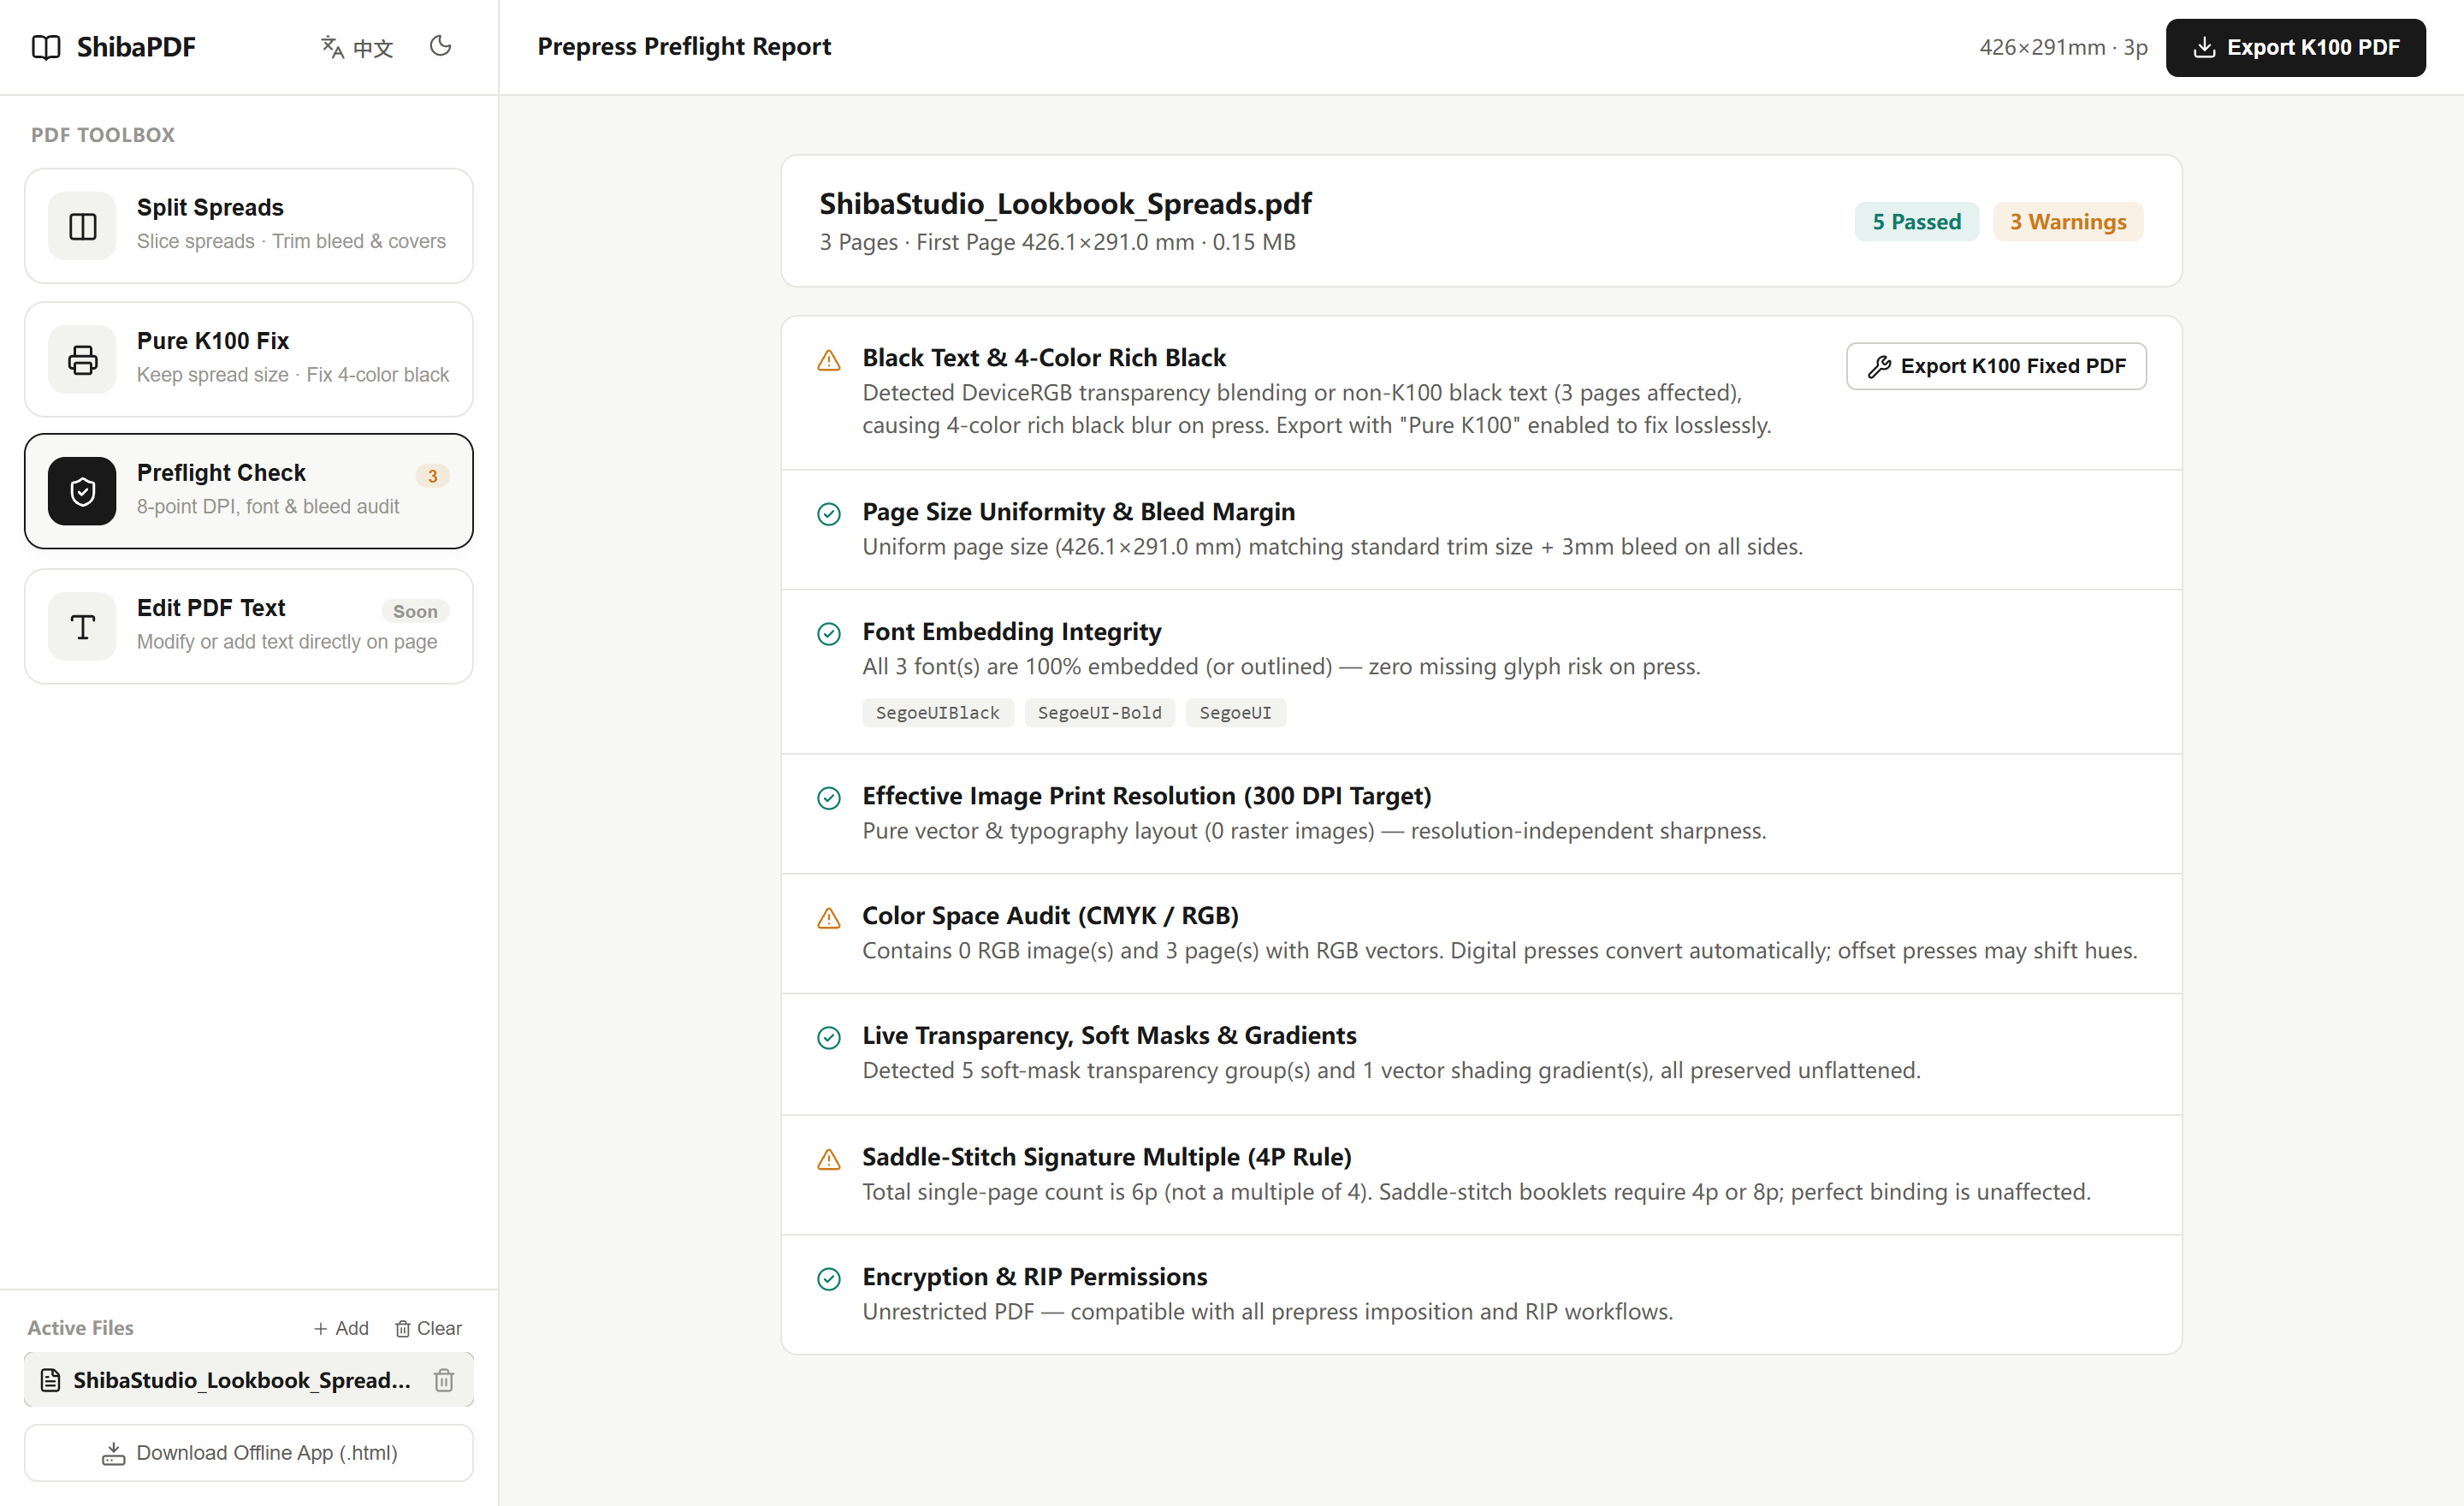 ShibaPDF
中文
Prepress Preflight Report
426×291mm · 3p
Export K100 PDF
PDF TOOLBOX
Split Spreads
Slice spreads · Trim bleed & covers
Pure K100 Fix
Keep spread size · Fix 4-color black
Preflight Check
3
8-point DPI, font & bleed audit
Edit PDF Text
Soon
Modify or add text directly on page
Active Files
Add
Clear
ShibaStudio_Lookbook_Spread...
Download Offline App (.html)
ShibaStudio_Lookbook_Spreads.pdf
3 Pages · First Page 426.1×291.0 mm · 0.15 MB
5 Passed
3 Warnings
Black Text & 4-Color Rich Black
Detected DeviceRGB transparency blending or non-K100 black text (3 pages affected),
causing 4-color rich black blur on press. Export with "Pure K100" enabled to fix losslessly.
Export K100 Fixed PDF
Page Size Uniformity & Bleed Margin
Uniform page size (426.1×291.0 mm) matching standard trim size + 3mm bleed on all sides.
Font Embedding Integrity
All 3 font(s) are 100% embedded (or outlined) — zero missing glyph risk on press.
SegoeUIBlack
SegoeUI-Bold
SegoeUI
Effective Image Print Resolution (300 DPI Target)
Pure vector & typography layout (0 raster images) — resolution-independent sharpness.
Color Space Audit (CMYK / RGB)
Contains 0 RGB image(s) and 3 page(s) with RGB vectors. Digital presses convert automatically; offset presses may shift hues.
Live Transparency, Soft Masks & Gradients
Detected 5 soft-mask transparency group(s) and 1 vector shading gradient(s), all preserved unflattened.
Saddle-Stitch Signature Multiple (4P Rule)
Total single-page count is 6p (not a multiple of 4). Saddle-stitch booklets require 4p or 8p; perfect binding is unaffected.
Encryption & RIP Permissions
Unrestricted PDF — compatible with all prepress imposition and RIP workflows.